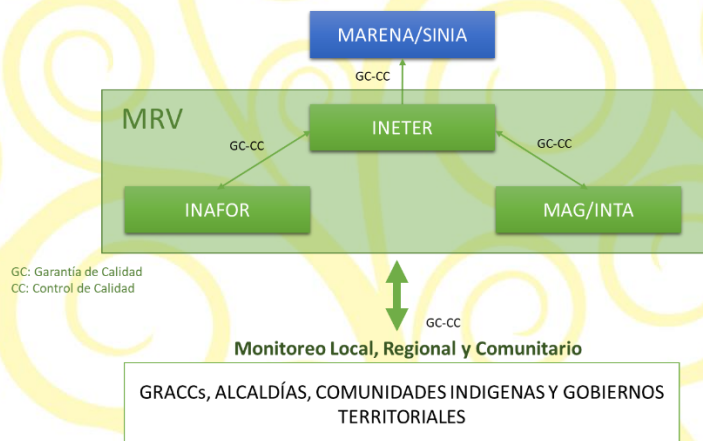 MARENA/SINIA
GC-CC
MRV
INETER
GC-CC
GC-CC
INAFOR
MAG/INTA
GC: Garantía de Calidad
CC: Control de Calidad
GC-CC
Monitoreo Local, Regional y Comunitario
GRACCs, ALCALDÍAS, COMUNIDADES INDIGENAS Y GOBIERNOS
TERRITORIALES